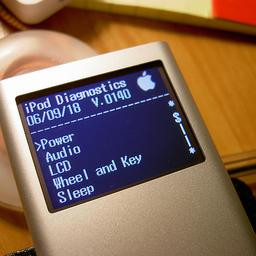 iPod Diagnostics
06/09/18 V.0140
-------------------*
>Power
Audio
LCD
Wheel and Key
Sleep